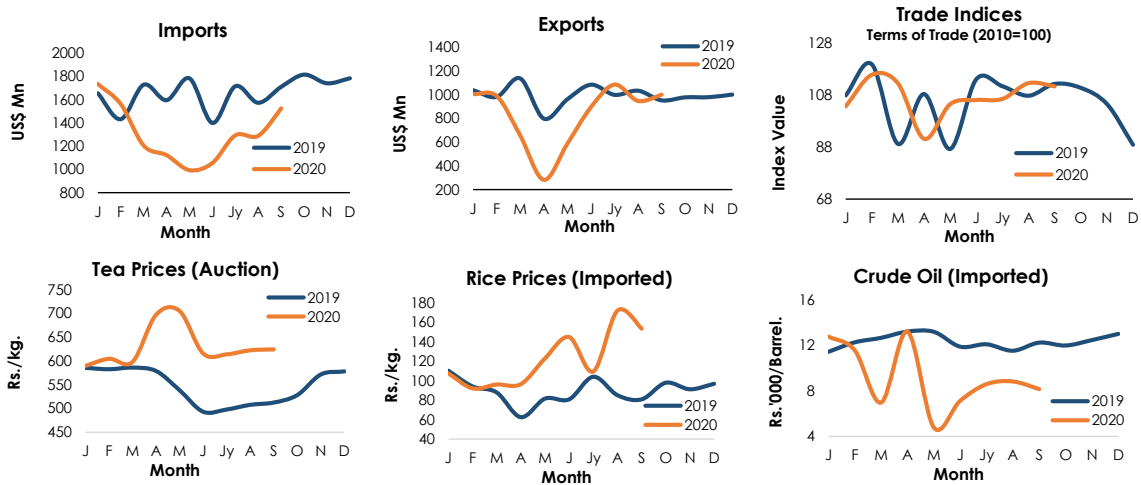 Imports
US$ Mn
2000
1800
1600
1400
1200
1000
800
2019
2020
J F M A M J Jy A S O N D
Month
Exports
US$ Mn
1400
1200
1000
800
600
400
200
2019
2020
J F M A M J Jy A S O N D
Month
Trade Indices
Terms of Trade (2010=100)
Index Value
128
108
88
68
2019
2020
J F M A M J Jy A S O N D
Month
Tea Prices (Auction)
Rs./kg.
750
700
650
600
550
500
450
2019
2020
J F M A M J Jy A S O N D
Month
Rice Prices (Imported)
Rs./kg.
180
160
140
120
100
80
60
40
2019
2020
J F M A M J Jy A S O N D
Month
Crude Oil (Imported)
Rs.'000/Barrel.
16
12
8
4
2019
2020
J F M A M J Jy A S O N D
Month